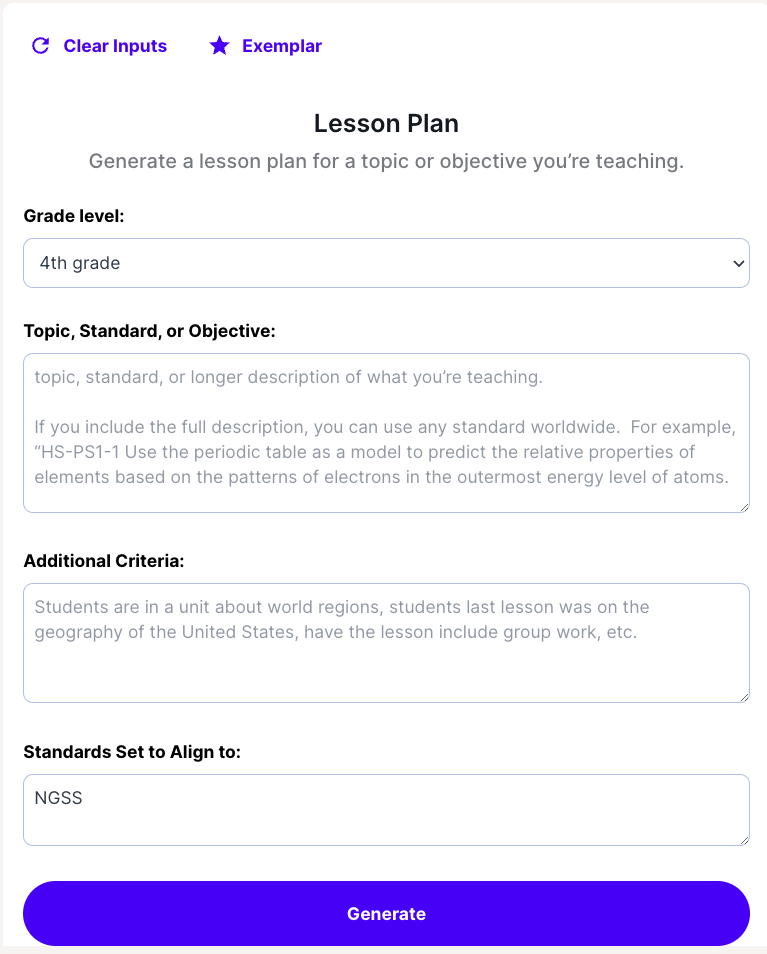 Clear Inputs
Exemplar
Lesson Plan
Generate a lesson plan for a topic or objective you’re teaching.
Grade level:
4th grade
Topic, Standard, or Objective:
topic, standard, or longer description of what you’re teaching.
If you include the full description, you can use any standard worldwide.  For example,
“HS-PS1-1 Use the periodic table as a model to predict the relative properties of
elements based on the patterns of electrons in the outermost energy level of atoms.
Additional Criteria:
Students are in a unit about world regions, students last lesson was on the
geography of the United States, have the lesson include group work, etc.
Standards Set to Align to:
NGSS
Generate